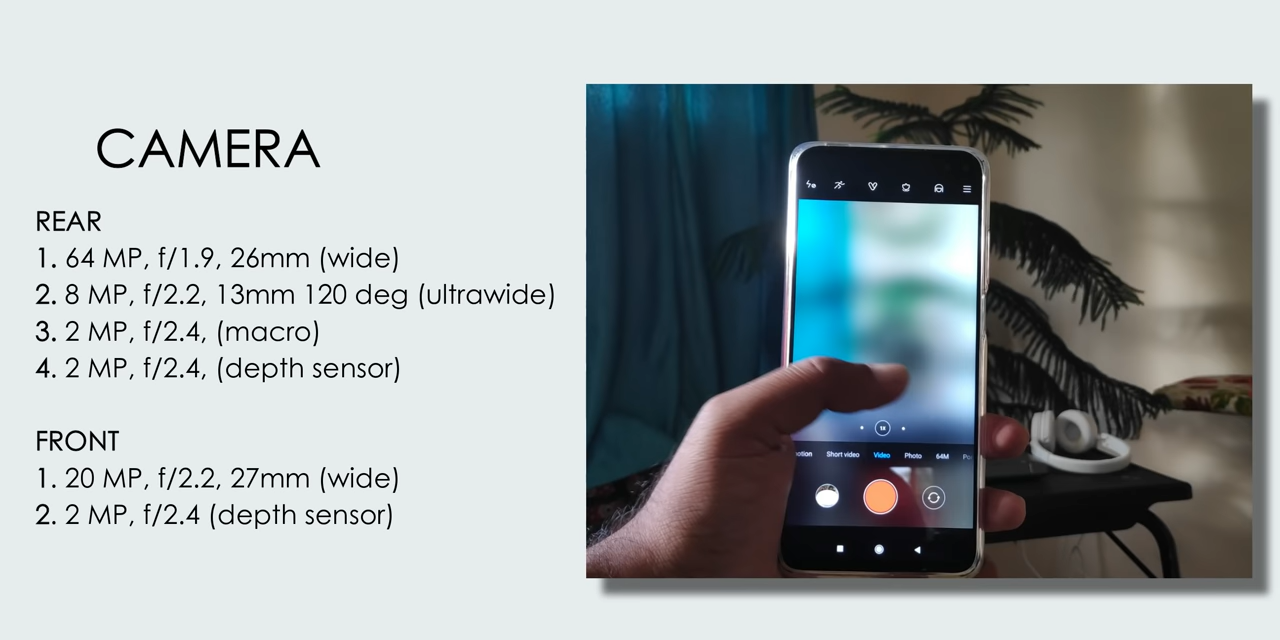 CAMERA
REAR
1. 64 MP, f/1.9, 26mm (wide)
2. 8 MP, f/2.2, 13mm 120 deg (ultrawide)
3. 2 MP, f/2.4, (macro)
4. 2 MP, f/2.4, (depth sensor)
FRONT
1. 20 MP, f/2.2, 27mm (wide)
2. 2 MP, f/2.4 (depth sensor)
1x
Short video Video Photo 64M